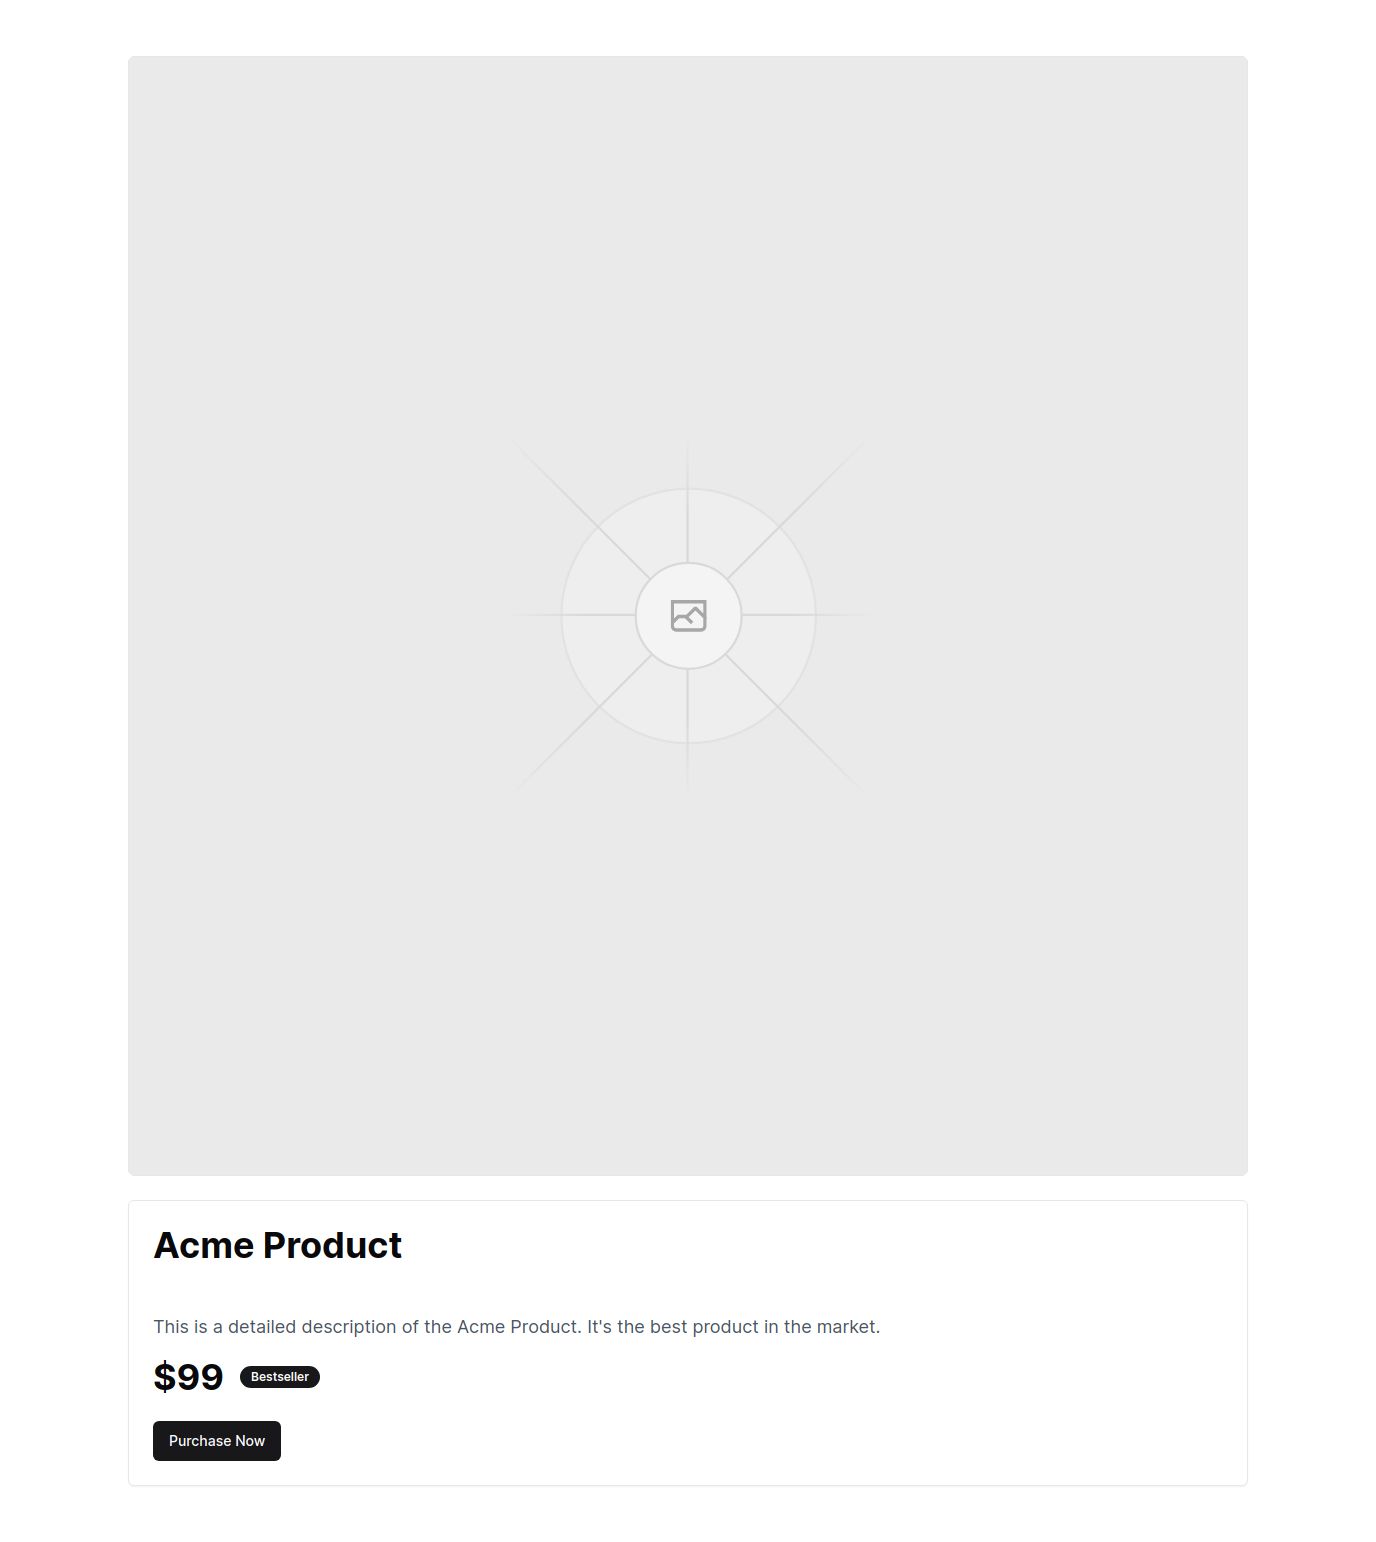 Acme Product
This is a detailed description of the Acme Product. It's the best product in the market.
$99 Bestseller
Purchase Now